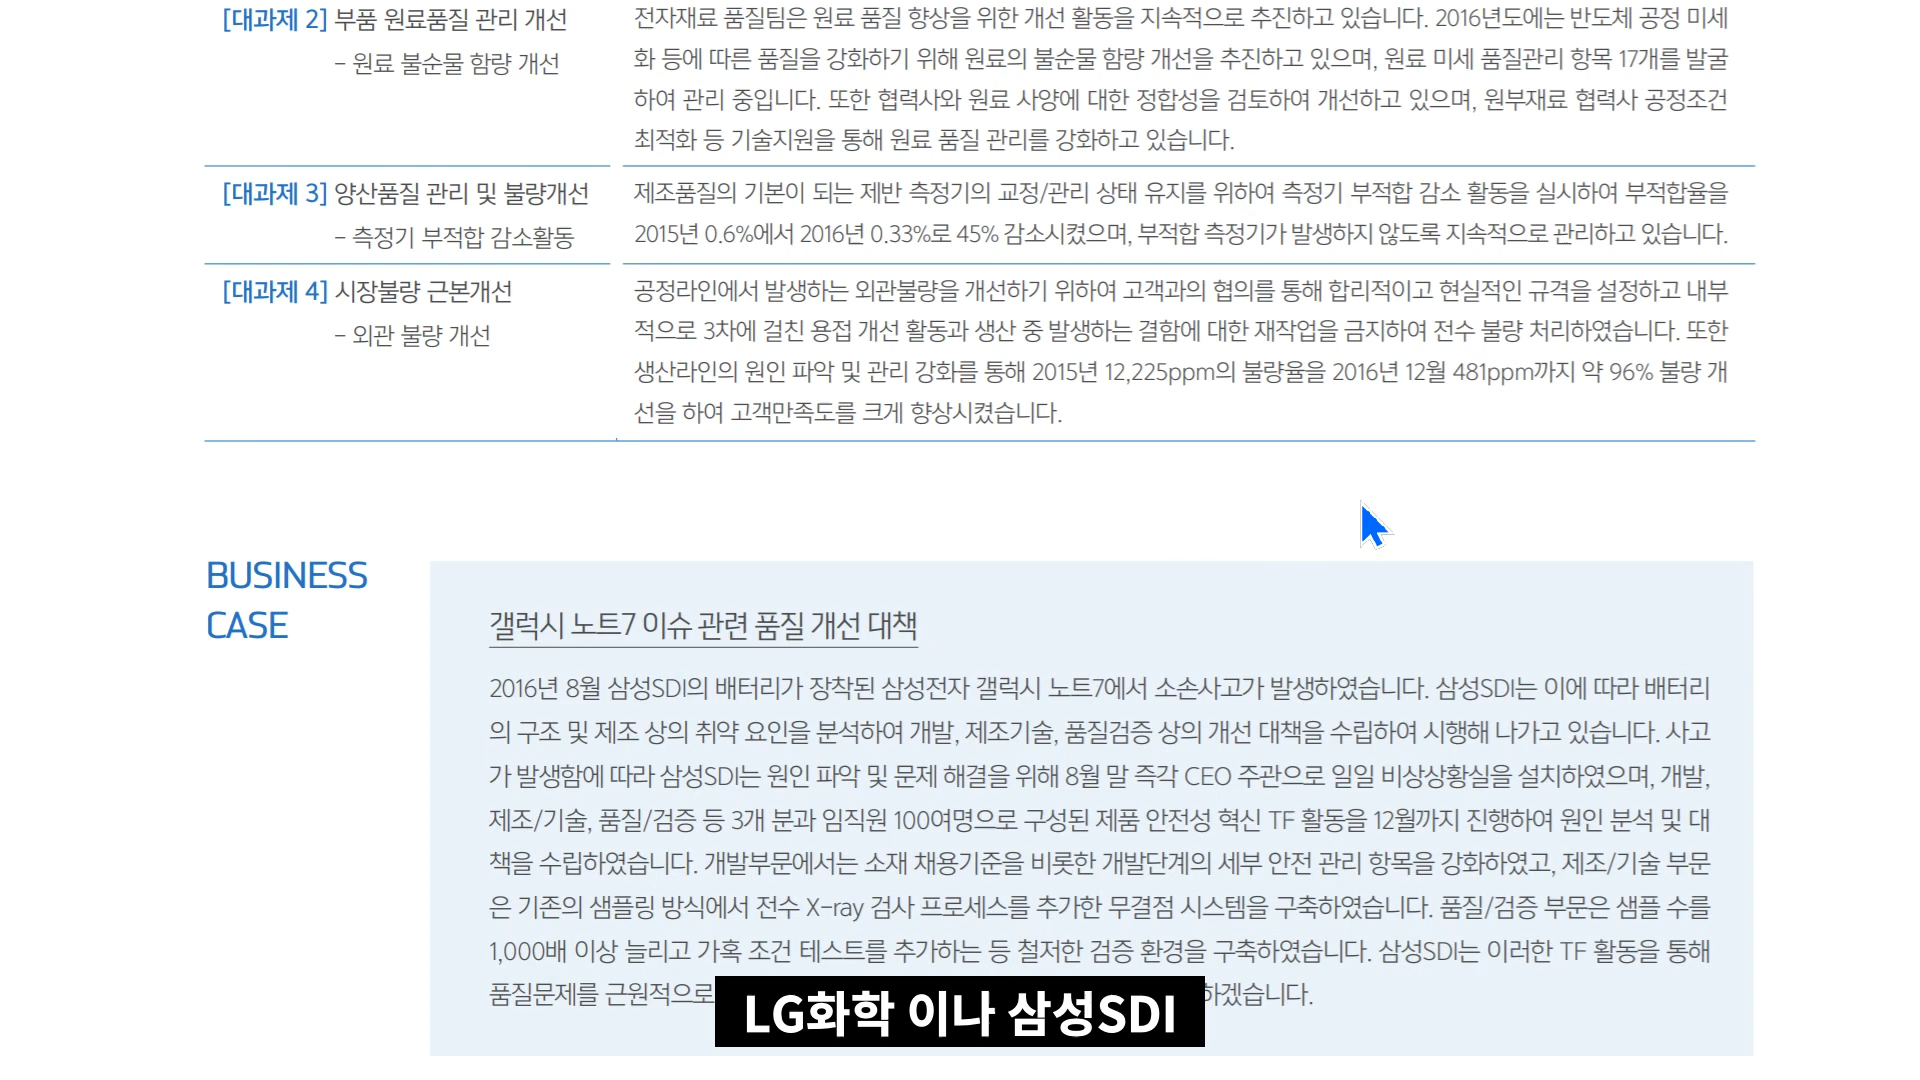 [대과제 2] 부품 원료품질 관리 개선
– 원료 불순물 함량 개선
전자재료 품질팀은 원료 품질 향상을 위한 개선 활동을 지속적으로 추진하고 있습니다. 2016년도에는 반도체 공정 미세
화 등에 따른 품질을 강화하기 위해 원료의 불순물 함량 개선을 추진하고 있으며, 원료 미세 품질관리 항목 17개를 발굴
하여 관리 중입니다. 또한 협력사와 원료 사양에 대한 정합성을 검토하여 개선하고 있으며, 원부재료 협력사 공정조건
최적화 등 기술지원을 통해 원료 품질 관리를 강화하고 있습니다.
[대과제 3] 양산품질 관리 및 불량개선
– 측정기 부적합 감소활동
제조품질의 기본이 되는 제반 측정기의 교정/관리 상태 유지를 위하여 측정기 부적합 감소 활동을 실시하여 부적합율을
2015년 0.6%에서 2016년 0.33%로 45% 감소시켰으며, 부적합 측정기가 발생하지 않도록 지속적으로 관리하고 있습니다.
[대과제 4] 시장불량 근본개선
– 외관 불량 개선
공정라인에서 발생하는 외관불량을 개선하기 위하여 고객과의 협의를 통해 합리적이고 현실적인 규격을 설정하고 내부
적으로 3차에 걸친 용접 개선 활동과 생산 중 발생하는 결함에 대한 재작업을 금지하여 전수 불량 처리하였습니다. 또한
생산라인의 원인 파악 및 관리 강화를 통해 2015년 12,225ppm의 불량율을 2016년 12월 481ppm까지 약 96% 불량 개
선을 하여 고객만족도를 크게 향상시켰습니다.
BUSINESS
CASE
갤럭시 노트7 이슈 관련 품질 개선 대책
2016년 8월 삼성SDI의 배터리가 장착된 삼성전자 갤럭시 노트7에서 소손사고가 발생하였습니다. 삼성SDI는 이에 따라 배터리
의 구조 및 제조 상의 취약 요인을 분석하여 개발, 제조기술, 품질검증 상의 개선 대책을 수립하여 시행해 나가고 있습니다. 사고
가 발생함에 따라 삼성SDI는 원인 파악 및 문제 해결을 위해 8월 말 즉각 CEO 주관으로 일일 비상상황실을 설치하였으며, 개발,
제조/기술, 품질/검증 등 3개 분과 임직원 100여명으로 구성된 제품 안전성 혁신 TF 활동을 12월까지 진행하여 원인 분석 및 대
책을 수립하였습니다. 개발부문에서는 소재 채용기준을 비롯한 개발단계의 세부 안전 관리 항목을 강화하였고, 제조/기술 부문
은 기존의 샘플링 방식에서 전수 X-ray 검사 프로세스를 추가한 무결점 시스템을 구축하였습니다. 품질/검증 부문은 샘플 수를
1,000배 이상 늘리고 가혹 조건 테스트를 추가하는 등 철저한 검증 환경을 구축하였습니다. 삼성SDI는 이러한 TF 활동을 통해
품질문제를 근원적으로 하겠습니다.
LG화학 이나 삼성SDI